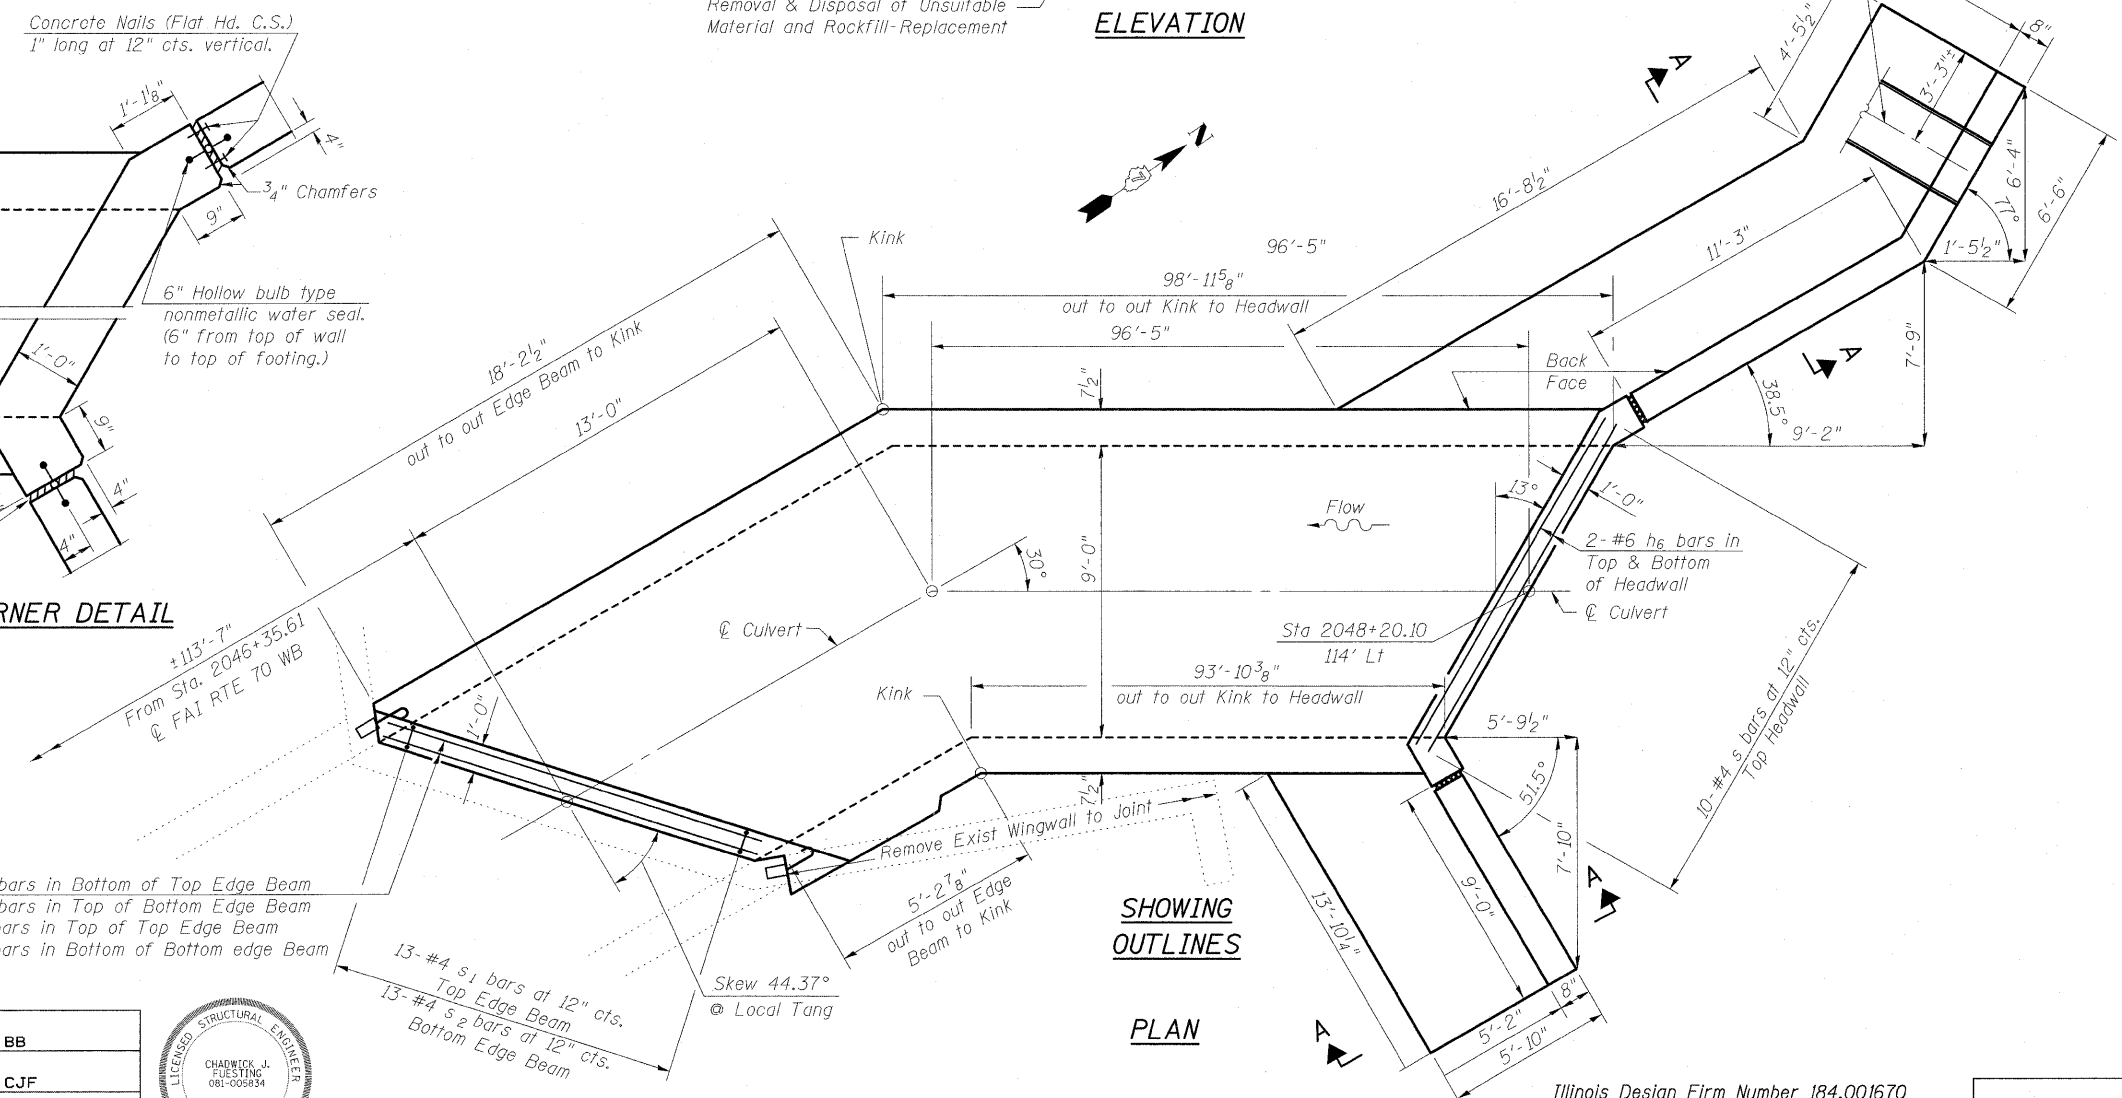 Concrete Nails (Flat Hd. C.S.)
1" long at 12" cts. vertical.
Removal & Disposal of Unsuitable
Material and Rockfill-Replacement
ELEVATION
1'-1⅛"
4"
¾" Chamfers
9"
6" Hollow bulb type
nonmetallic water seal.
(6" from top of wall
to top of footing.)
1'-0"
9"
4"
4"
RNER DETAIL
N
A
4'-5½"
8"
3'-3"±
6'-4"
77°
6'-6"
1'-5½"
16'-8½"
11'-3"
Kink
96'-5"
98'-11⅝"
out to out Kink to Headwall
96'-5"
Back
Face
A
7'-9"
38.5°
9'-2"
18'-2½"
out to out Edge Beam to Kink
13'-0"
7½"
9'-0"
30°
Flow
13°
1'-0"
2-#6 h6 bars in
Top & Bottom
of Headwall
℄ Culvert
℄ Culvert
Sta 2048+20.10
114' Lt
±113'-7"
From Sta. 2046+35.61
℄ FAI RTE 70 WB
1'-0"
Kink
93'-10⅜"
out to out Kink to Headwall
5'-9½"
51.5°
7'-10"
10-#4 s bars at 12" cts.
Top Headwall
7½"
Remove Exist Wingwall to Joint
bars in Bottom of Top Edge Beam
bars in Top of Bottom Edge Beam
bars in Top of Top Edge Beam
ars in Bottom of Bottom edge Beam
5'-2⅞"
out to out Edge
Beam to Kink
13-#4 s1 bars at 12" cts.
Top Edge Beam
13-#4 s2 bars at 12" cts.
Bottom Edge Beam
Skew 44.37°
@ Local Tang
SHOWING
OUTLINES
PLAN
13'-10¼"
9'-0"
A
A
8"
5'-2"
5'-10"
BB
CJF
LICENSED STRUCTURAL ENGINEER
CHADWICK J.
FUESTING
081-005834
Illinois Design Firm Number 184.001670